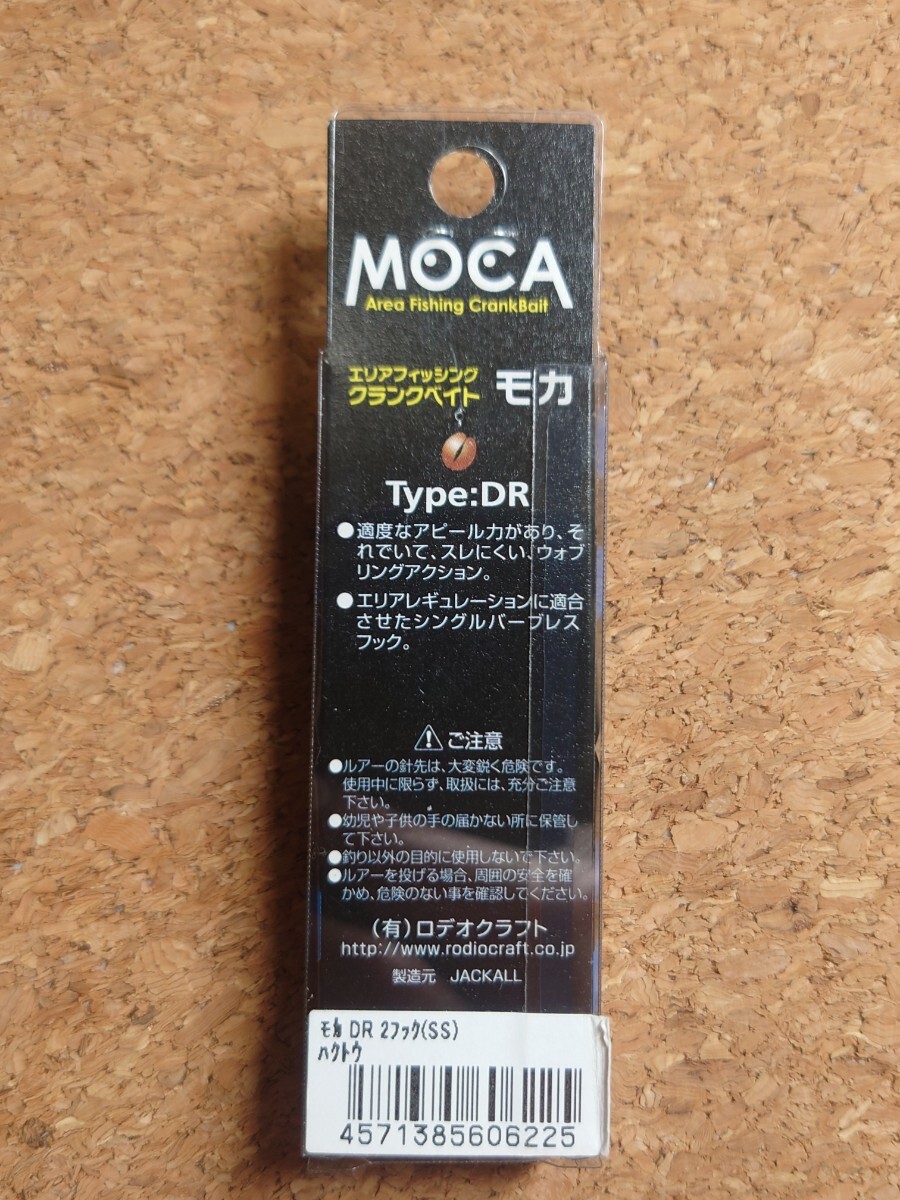 MOCA
Area Fishing CrankBait
エリアフィッシング
クランクベイト モカ
Type:DR
●適度なアピール力があり、そ
れでいて、スレにくい、ウォブ
リングアクション。
●エリアレギュレーションに適合
させたシングルバーブレス
フック。
⚠ご注意
●ルアーの針先は、大変鋭く危険です。
使用中に限らず、取扱には、充分ご注意
下さい。
●幼児や子供の手の届かない所に保管し
て下さい。
●釣り以外の目的に使用しないで下さい。
●ルアーを投げる場合、周囲の安全を確
かめ、危険のない事を確認してください。
(有)ロデオクラフト
http://www.rodiocraft.co.jp
製造元 JACKALL
モカ DR 2フック(SS)
ハクトウ
4571385606225